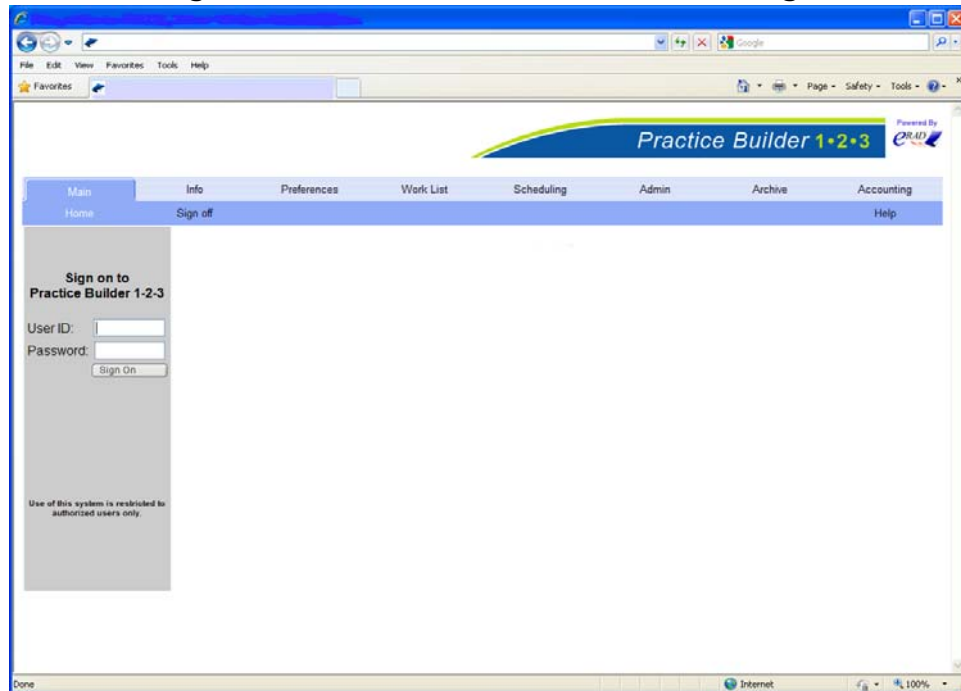 File Edit View Favorites Tools Help
Google
Favorites
Page Safety Tools
Practice Builder 1•2•3
Powered By
eRAD
Main Info Preferences Work List Scheduling Admin Archive Accounting
Home Sign off Help
Sign on to
Practice Builder 1-2-3
User ID:
Password:
Sign On
Use of this system is restricted to
authorized users only.
Done Internet 100%